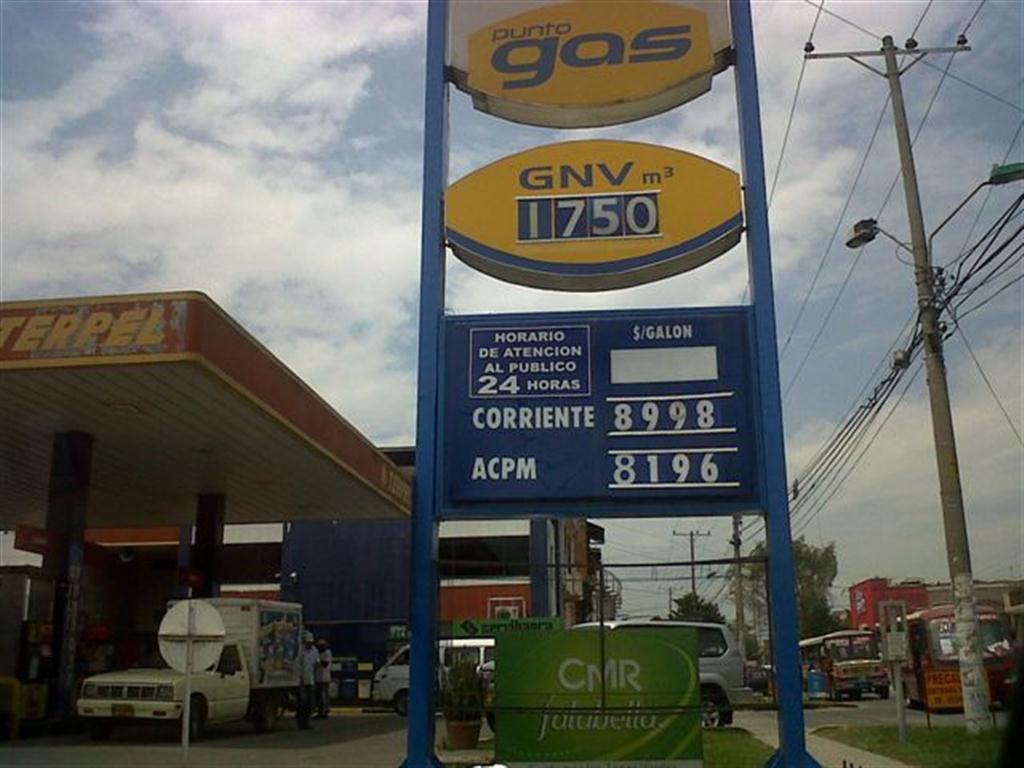 punto
gas
GNV m³
1750
HORARIO
DE ATENCION
AL PUBLICO
24 HORAS
$/GALON
CORRIENTE 8998
ACPM 8196
TERPEL
servibanca
CMR
falabella